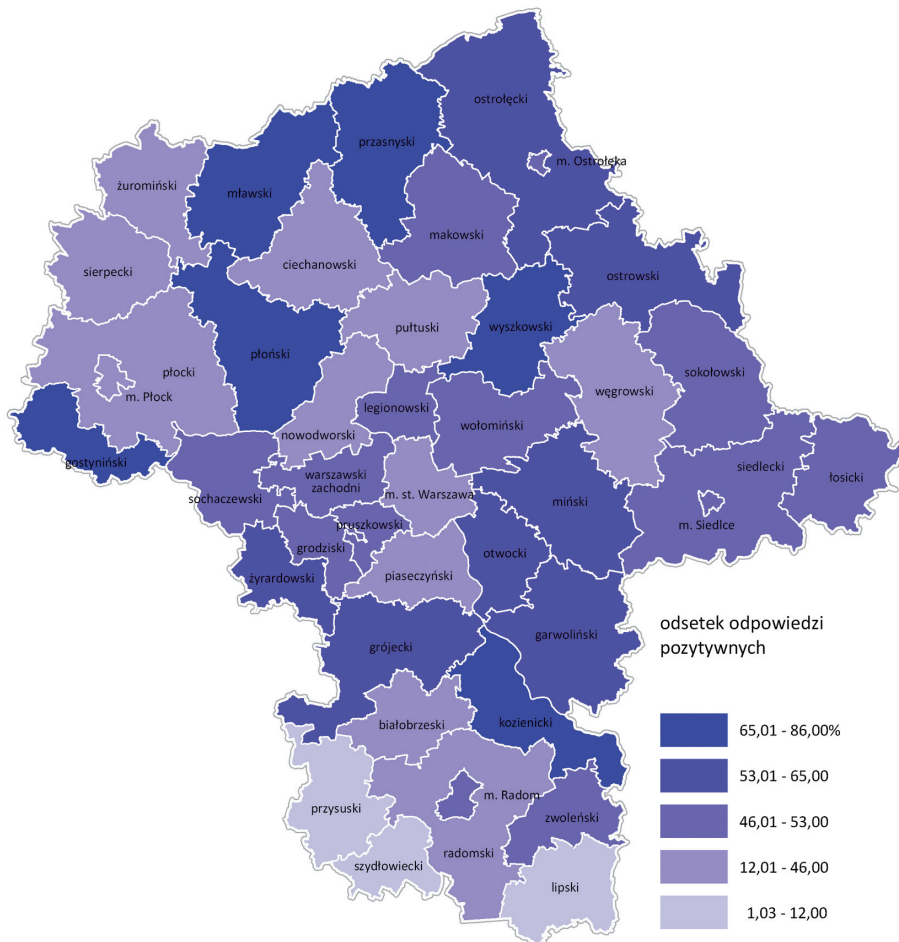 ostrołęcki
przasnyski
m. Ostrołęka
żuromiński
mławski
makowski
ciechanowski
sierpecki
ostrowski
pułtuski
wyszkowski
płoński
płocki
sokołowski
węgrowski
m. Płock
legionowski
wołomiński
nowodworski
gostyniński
siedlecki
warszawski
zachodni
łosicki
m. st. Warszawa
sochaczewski
miński
pruszkowski
m. Siedlce
grodziski
otwocki
żyrardowski
piaseczyński
odsetek odpowiedzi
pozytywnych
garwoliński
grójecki
białobrzeski
kozienicki
65,01 - 86,00%
53,01 - 65,00
przysuski
m. Radom
zwoleński
46,01 - 53,00
radomski
szydłowiecki
12,01 - 46,00
lipski
1,03 - 12,00